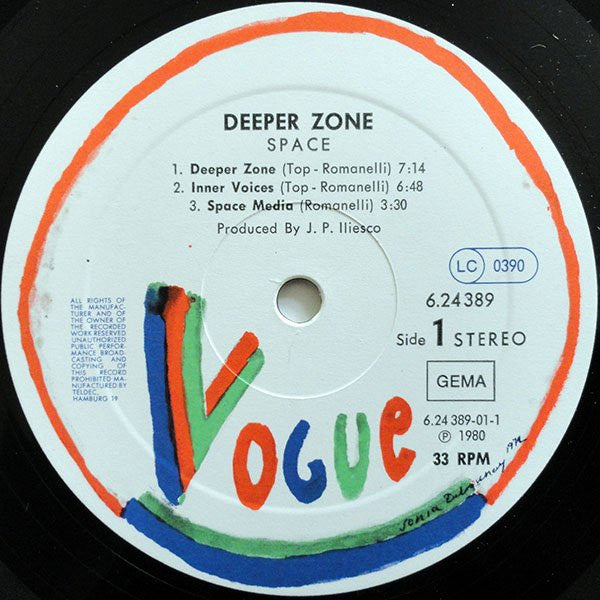 DEEPER ZONE
SPACE
1. Deeper Zone (Top - Romanelli) 7:14
2. Inner Voices (Top - Romanelli) 6:48
3. Space Media (Romanelli) 3:30
Produced By J. P. Iliesco
LC 0390
6.24389
Side 1 STEREO
GEMA
6.24 389-01-1
℗ 1980
33 RPM
ALL RIGHTS OF
THE MANUFAC-
TURER AND OF
THE OWNER OF
THE RECORDED
WORK RESERVED
UNAUTHORIZED
PUBLIC PERFOR-
MANCE BROAD-
CASTING AND
COPYING OF
THIS RECORD
PROHIBITED MA-
NUFACTURED BY
TELDEC,
HAMBURG 19
VOGUE
Sonia Delaunay